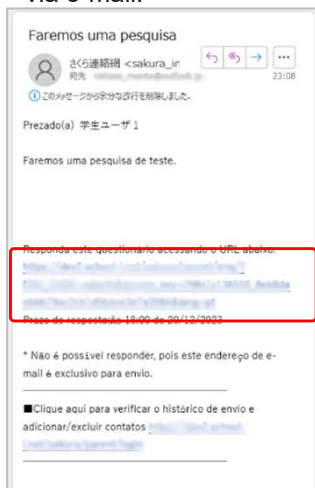 via e-mail.
Faremos uma pesquisa
さくら連絡網 <sakura_ir
宛先
23:08
このメッセージから余分な改行を削除しました。
Prezado(a) 学生ユーザ 1
Faremos uma pesquisa de teste.
Responda este questionário acessando o URL abaixo.
Prazo de resposta:às 18:00 de 20/12/2023
* Não é possível responder, pois este endereço de e-
mail é exclusivo para envio.
■Clique aqui para verificar o histórico de envio e
adicionar/excluir contatos